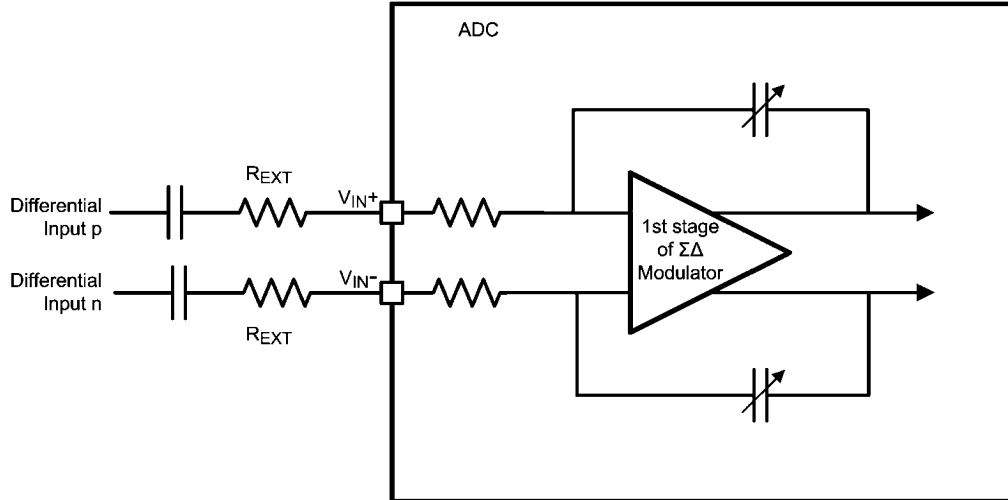 ADC
REXT
VIN+
Differential
Input p
1st stage
of ΣΔ
Modulator
Differential
Input n
VIN-
REXT